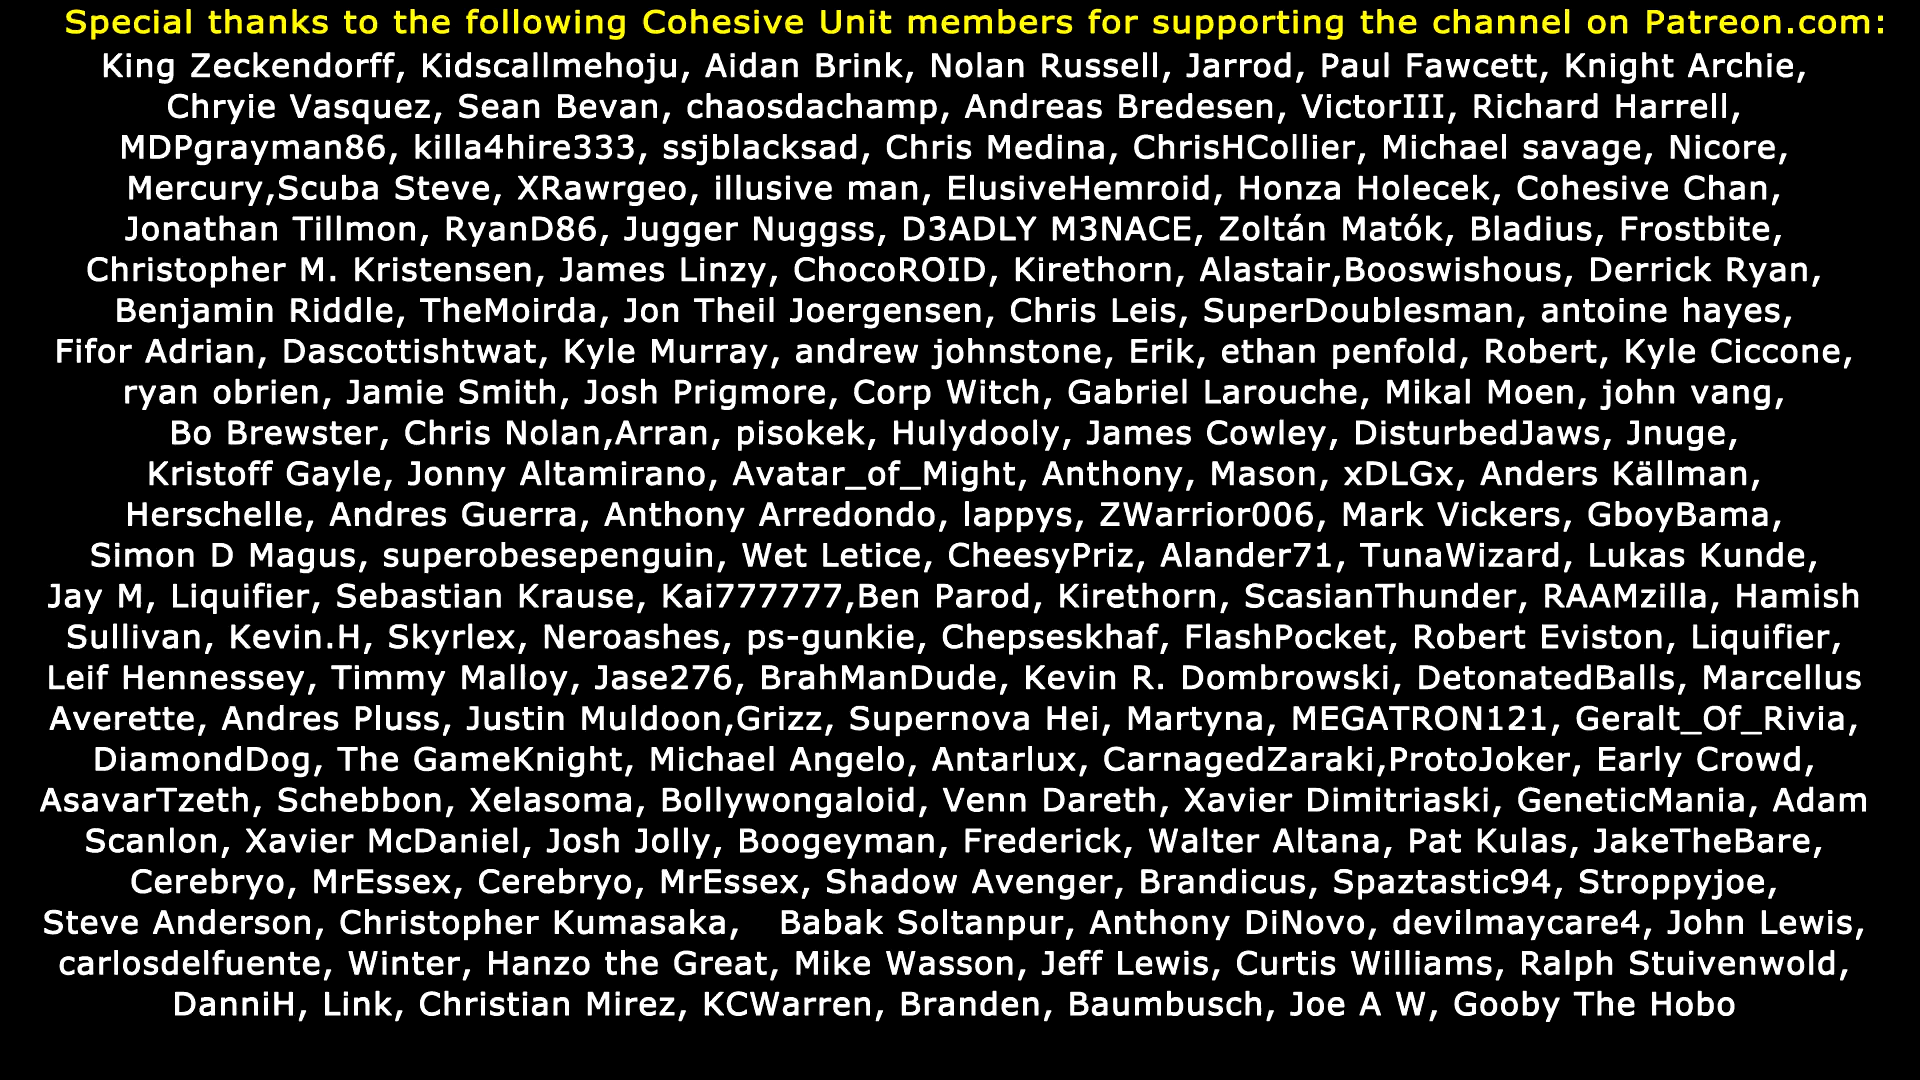 Special thanks to the following Cohesive Unit members for supporting the channel on Patreon.com:
King Zeckendorff, Kidscallmehoju, Aidan Brink, Nolan Russell, Jarrod, Paul Fawcett, Knight Archie,
Chryie Vasquez, Sean Bevan, chaosdachamp, Andreas Bredesen, VictorIII, Richard Harrell,
MDPgrayman86, killa4hire333, ssjblacksad, Chris Medina, ChrisHCollier, Michael savage, Nicore,
Mercury,Scuba Steve, XRawrgeo, illusive man, ElusiveHemroid, Honza Holecek, Cohesive Chan,
Jonathan Tillmon, RyanD86, Jugger Nuggss, D3ADLY M3NACE, Zoltán Matók, Bladius, Frostbite,
Christopher M. Kristensen, James Linzy, ChocoROID, Kirethorn, Alastair,Booswishous, Derrick Ryan,
Benjamin Riddle, TheMoirda, Jon Theil Joergensen, Chris Leis, SuperDoublesman, antoine hayes,
Fifor Adrian, Dascottishtwat, Kyle Murray, andrew johnstone, Erik, ethan penfold, Robert, Kyle Ciccone,
ryan obrien, Jamie Smith, Josh Prigmore, Corp Witch, Gabriel Larouche, Mikal Moen, john vang,
Bo Brewster, Chris Nolan,Arran, pisokek, Hulydooly, James Cowley, DisturbedJaws, Jnuge,
Kristoff Gayle, Jonny Altamirano, Avatar_of_Might, Anthony, Mason, xDLGx, Anders Källman,
Herschelle, Andres Guerra, Anthony Arredondo, lappys, ZWarrior006, Mark Vickers, GboyBama,
Simon D Magus, superobesepenguin, Wet Letice, CheesyPriz, Alander71, TunaWizard, Lukas Kunde,
Jay M, Liquifier, Sebastian Krause, Kai777777,Ben Parod, Kirethorn, ScasianThunder, RAAMzilla, Hamish
Sullivan, Kevin.H, Skyrlex, Neroashes, ps-gunkie, Chepseskhaf, FlashPocket, Robert Eviston, Liquifier,
Leif Hennessey, Timmy Malloy, Jase276, BrahManDude, Kevin R. Dombrowski, DetonatedBalls, Marcellus
Averette, Andres Pluss, Justin Muldoon,Grizz, Supernova Hei, Martyna, MEGATRON121, Geralt_Of_Rivia,
DiamondDog, The GameKnight, Michael Angelo, Antarlux, CarnagedZaraki,ProtoJoker, Early Crowd,
AsavarTzeth, Schebbon, Xelasoma, Bollywongaloid, Venn Dareth, Xavier Dimitriaski, GeneticMania, Adam
Scanlon, Xavier McDaniel, Josh Jolly, Boogeyman, Frederick, Walter Altana, Pat Kulas, JakeTheBare,
Cerebryo, MrEssex, Cerebryo, MrEssex, Shadow Avenger, Brandicus, Spaztastic94, Stroppyjoe,
Steve Anderson, Christopher Kumasaka,   Babak Soltanpur, Anthony DiNovo, devilmaycare4, John Lewis,
carlosdelfuente, Winter, Hanzo the Great, Mike Wasson, Jeff Lewis, Curtis Williams, Ralph Stuivenwold,
DanniH, Link, Christian Mirez, KCWarren, Branden, Baumbusch, Joe A W, Gooby The Hobo